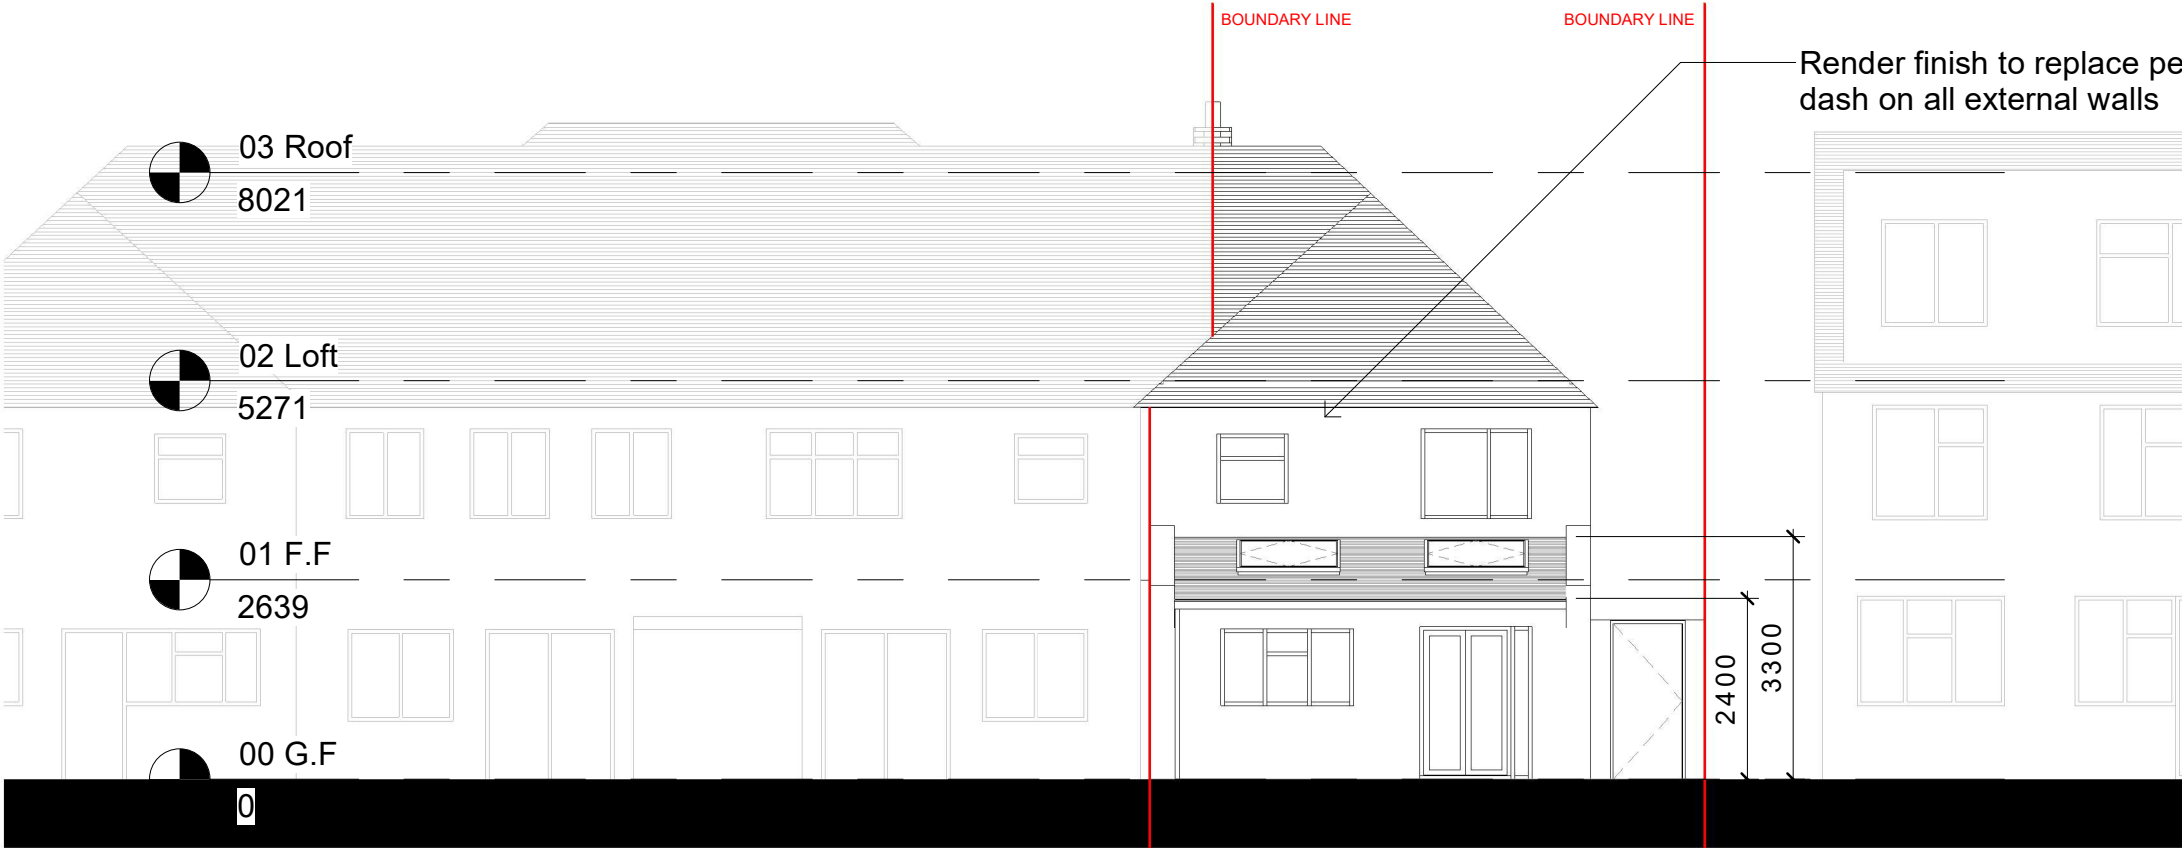 BOUNDARY LINE
BOUNDARY LINE
Render finish to replace pe
dash on all external walls
03 Roof
8021
02 Loft
5271
01 F.F
2639
2400
3300
00 G.F
0